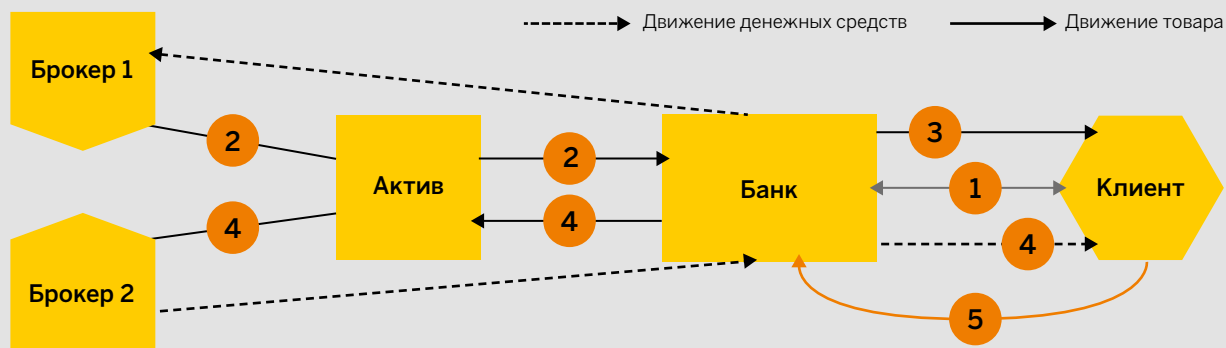 Движение денежных средств
Движение товара
Брокер 1
2
Актив
2
Банк
3
1
Клиент
4
4
4
Брокер 2
5